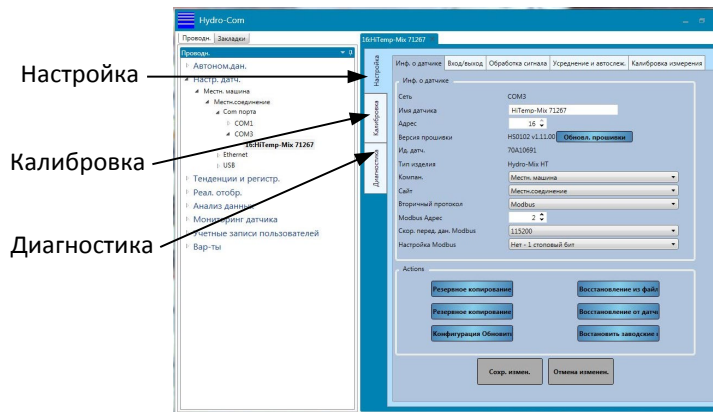 Hydro-Com
Проводн. Закладки
16:HiTemp-Mix 71267
Проводн.
Автоном.дан.
Настр. датч.
Местн. машина
Местн.соединение
Com порта
COM1
COM3
16:HiTemp-Mix 71267
Ethernet
USB
Тенденции и регистр.
Реал. отобр.
Анализ данных
Мониторинг датчика
Учетные записи пользователей
Вар-ты
Настройка
Калибровка
Диагностика
Настройка
Калибровка
Диагностика
Инф. о датчике Вход/выход Обработка сигнала Усреднение и автослеж. Калибровка измерения
Инф. о датчике
Сеть COM3
Имя датчика HiTemp-Mix 71267
Адрес 16
Версия прошивки HS0102 v1.11.00 Обновл. прошивки
Ид. датч. 70A10691
Тип изделия Hydro-Mix HT
Компан. Местн. машина
Сайт Местн.соединение
Вторичный протокол Modbus
Modbus Адрес 2
Скор. перед. дан. Modbus 115200
Настройка Modbus Нет - 1 стоповый бит
Actions
Резервное копирование Восстановление из файл
Резервное копирование Восстановление от датч
Конфигурация Обновит Востановить заводские
Сохр. измен. Отмена изменен.